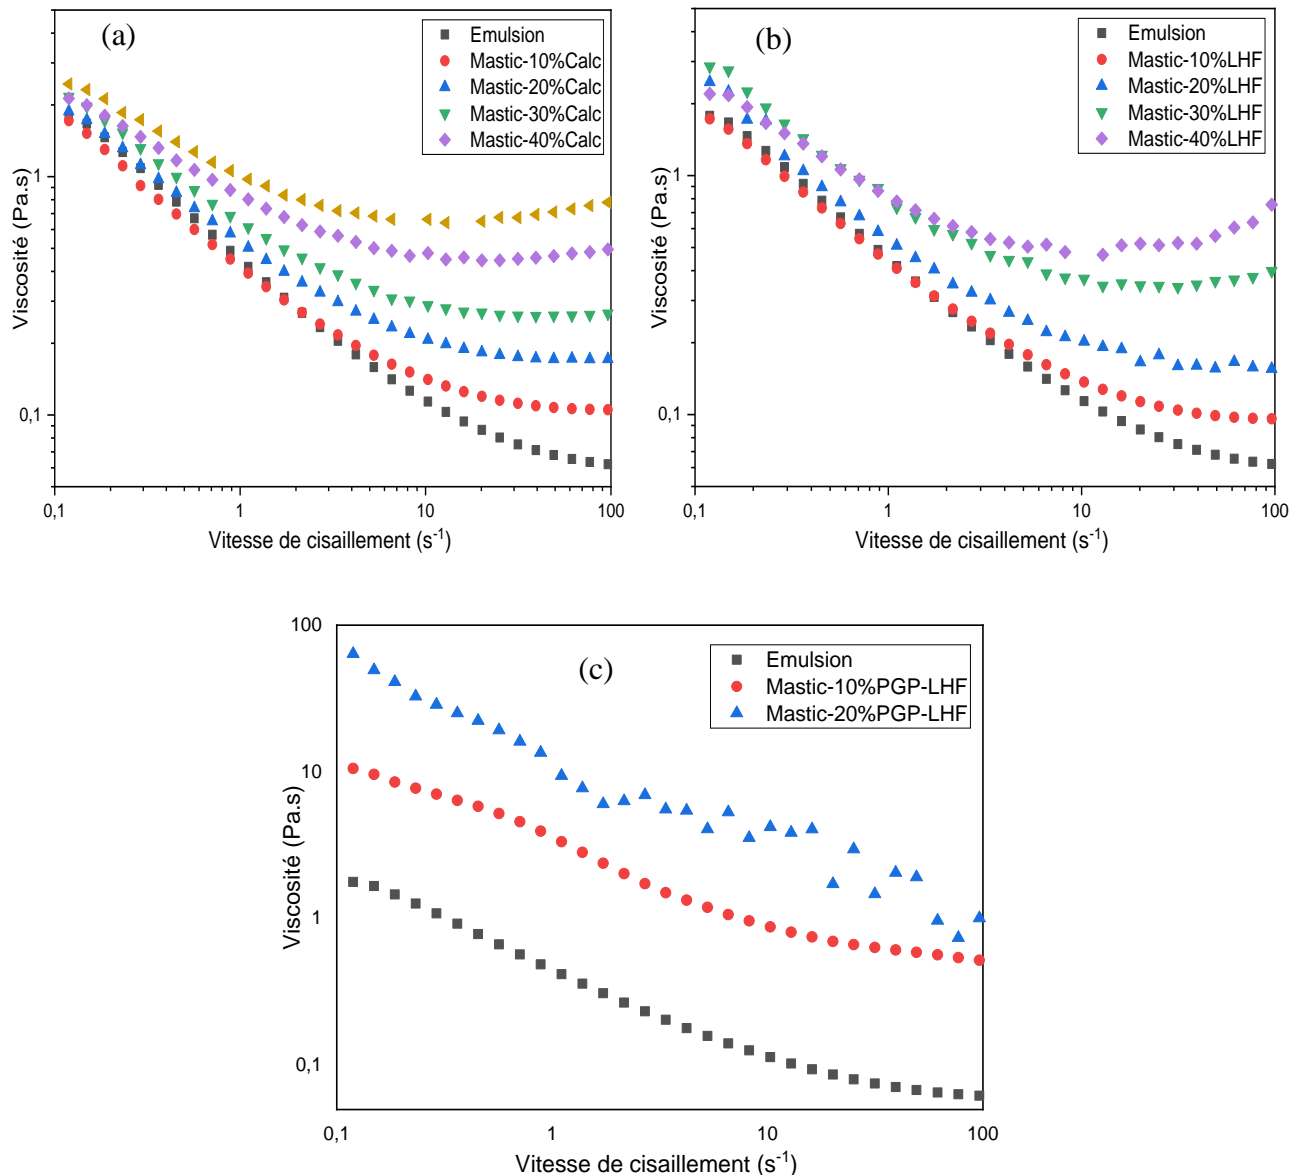 (a)
Emulsion
Mastic-10%Calc
Mastic-20%Calc
Mastic-30%Calc
Mastic-40%Calc
Viscosité (Pa.s)
1
0,1
0,1
1
10
100
Vitesse de cisaillement (s⁻¹)
(b)
Emulsion
Mastic-10%LHF
Mastic-20%LHF
Mastic-30%LHF
Mastic-40%LHF
Viscosité (Pa.s)
1
0,1
0,1
1
10
100
Vitesse de cisaillement (s⁻¹)
(c)
Emulsion
Mastic-10%PGP-LHF
Mastic-20%PGP-LHF
Viscosité (Pa.s)
100
10
1
0,1
0,1
1
10
100
Vitesse de cisaillement (s⁻¹)